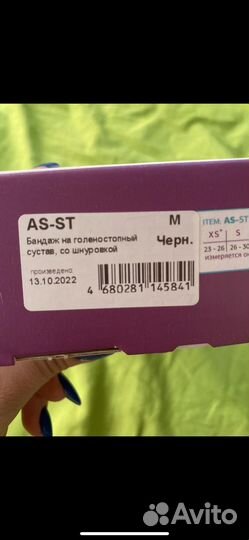 AS-ST M
Бандаж на голеностопный
сустав, со шнуровкой
Черн.
произведено:
13.10.2022
4 680281 145841
ITEM: AS-ST
XS* S
23 - 26 26 - 30
измеряется о
Avito